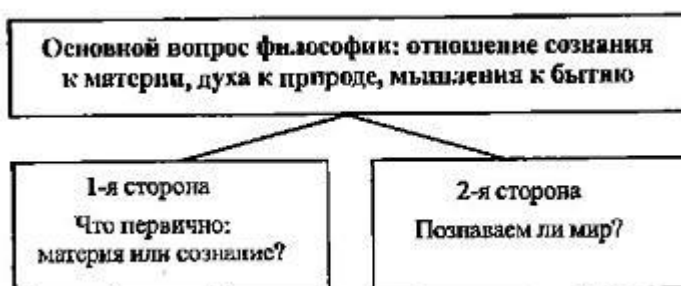 Основной вопрос философии: отношение сознания
к материи, духа к природе, мышления к бытию
1-я сторона
Что первично:
материя или сознание?
2-я сторона
Познаваем ли мир?